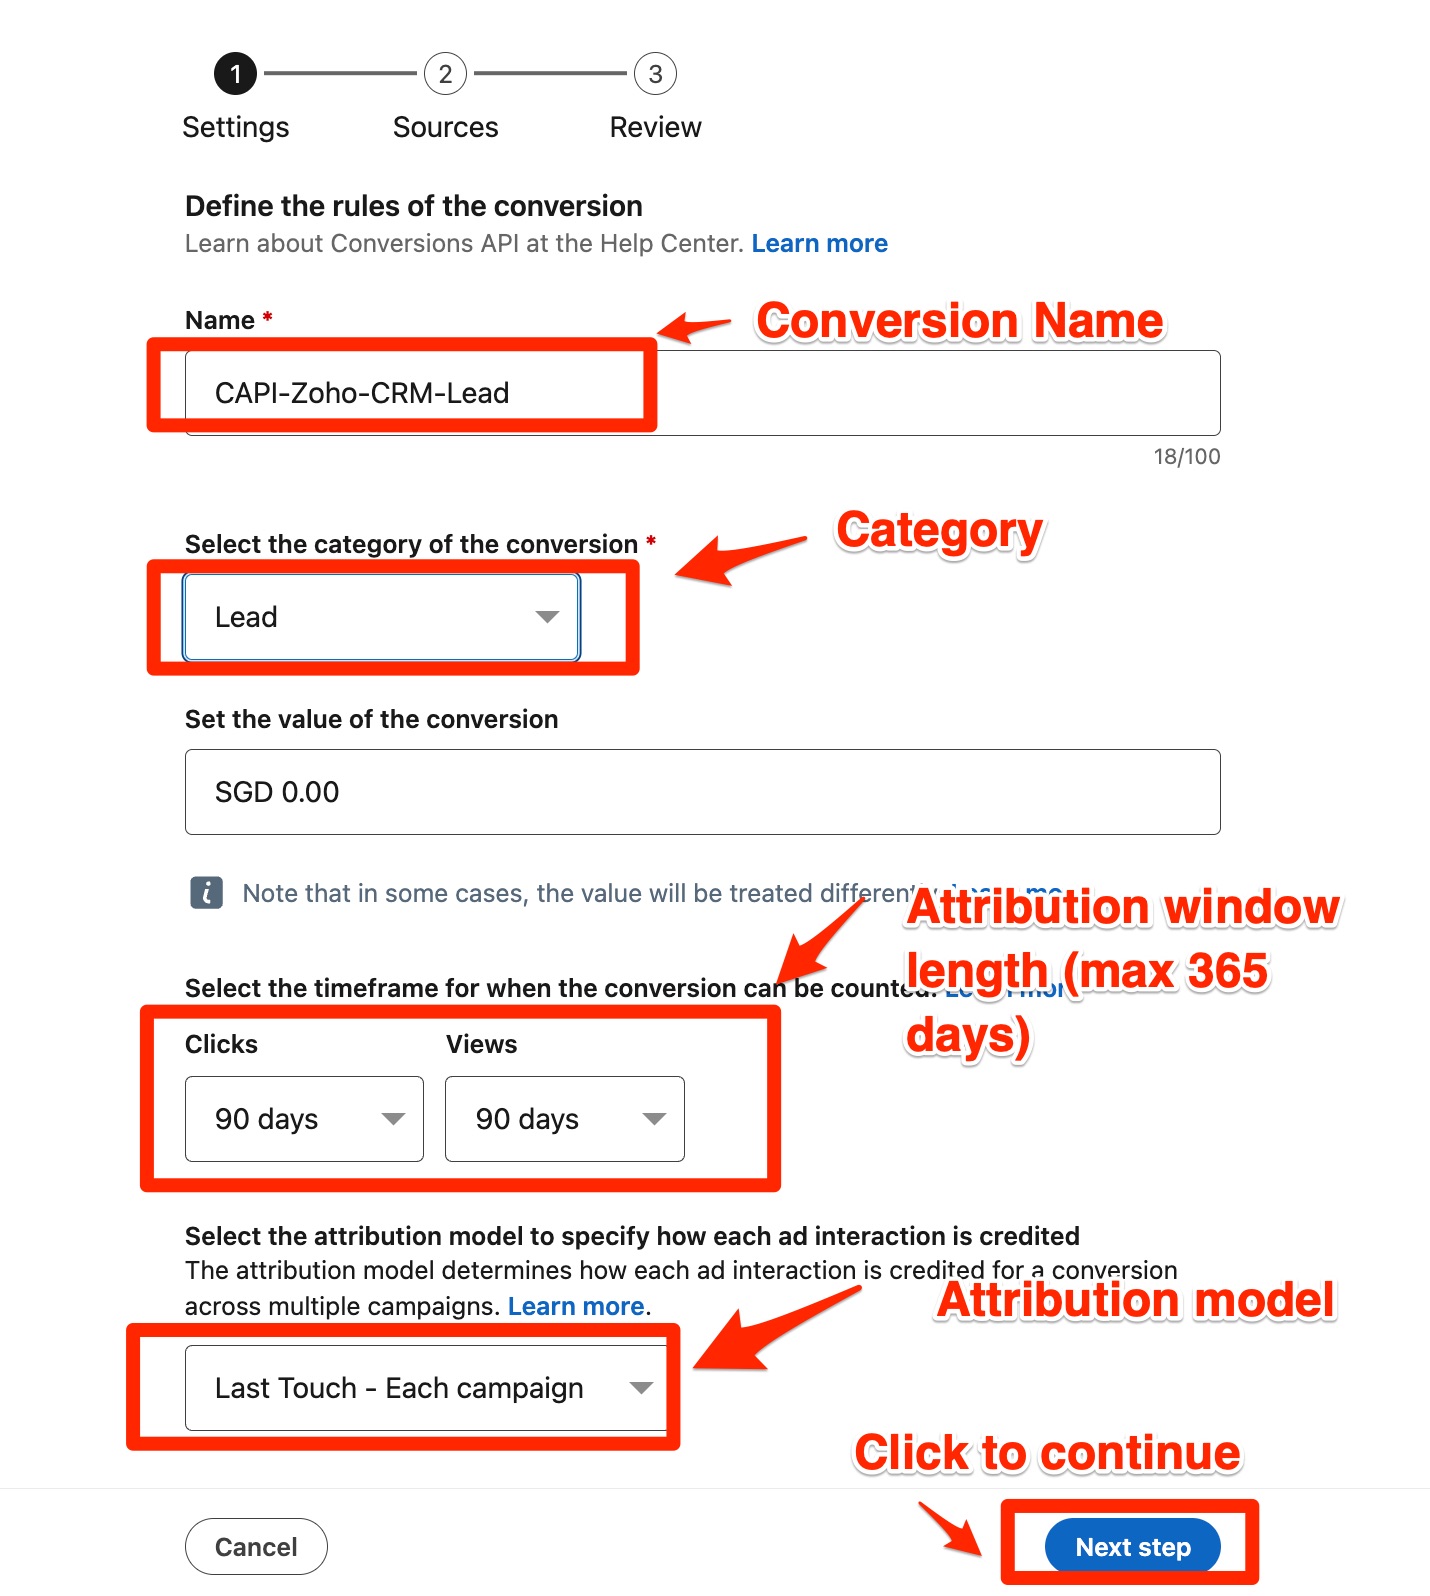 1 2 3
Settings Sources Review
Define the rules of the conversion
Learn about Conversions API at the Help Center. Learn more
Name *
Conversion Name
CAPI-Zoho-CRM-Lead
18/100
Select the category of the conversion *
Category
Lead
Set the value of the conversion
SGD 0.00
i Note that in some cases, the value will be treated
Attribution window
length (max 365
days)
Select the timeframe for when the conversion can be counted.
Clicks Views
90 days 90 days
Select the attribution model to specify how each ad interaction is credited
The attribution model determines how each ad interaction is credited for a conversion
across multiple campaigns. Learn more.
Attribution model
Last Touch - Each campaign
Click to continue
Cancel Next step